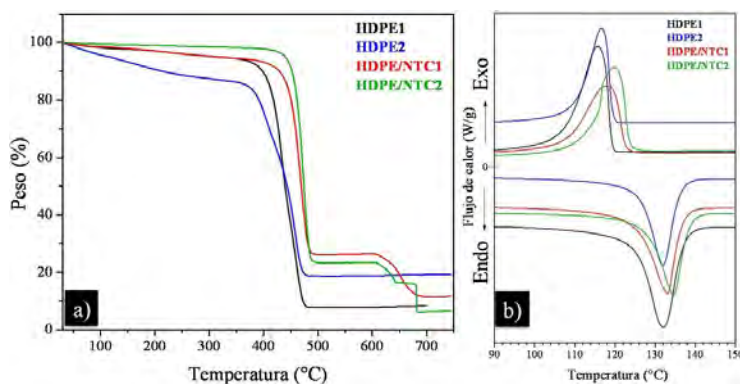 HDPE1
HDPE2
HDPE/NTC1
HDPE/NTC2
Peso (%)
100
80
60
40
20
0
a)
100 200 300 400 500 600 700
Temperatura (°C)
HDPE1
HDPE2
HDPE/NTC1
HDPE/NTC2
Exo
Flujo de calor (W/g)
0
Endo
b)
90 100 110 120 130 140 150
Temperatura (°C)